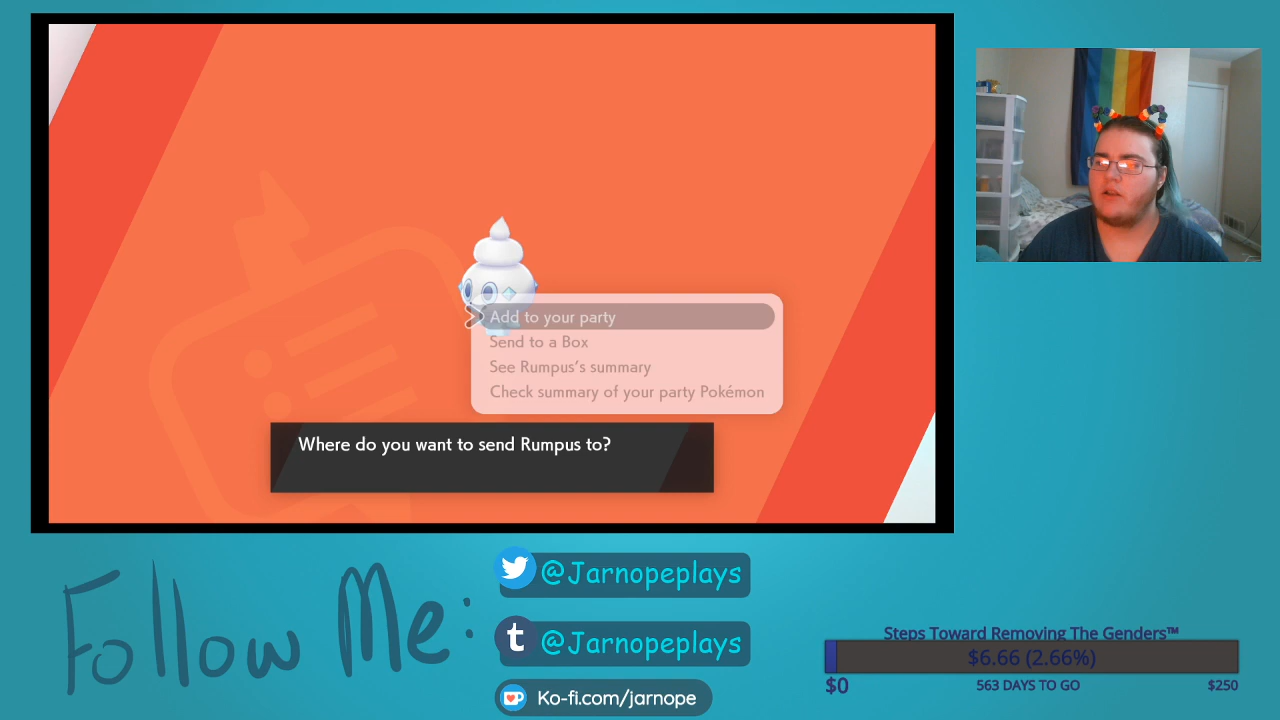 Add to your party
Send to a Box
See Rumpus's summary
Check summary of your party Pokémon
Where do you want to send Rumpus to?
Follow Me:
@Jarnopeplays
t @Jarnopeplays
Ko-fi.com/jarnope
Steps Toward Removing The Genders™
$6.66 (2.66%)
$0 563 DAYS TO GO $250